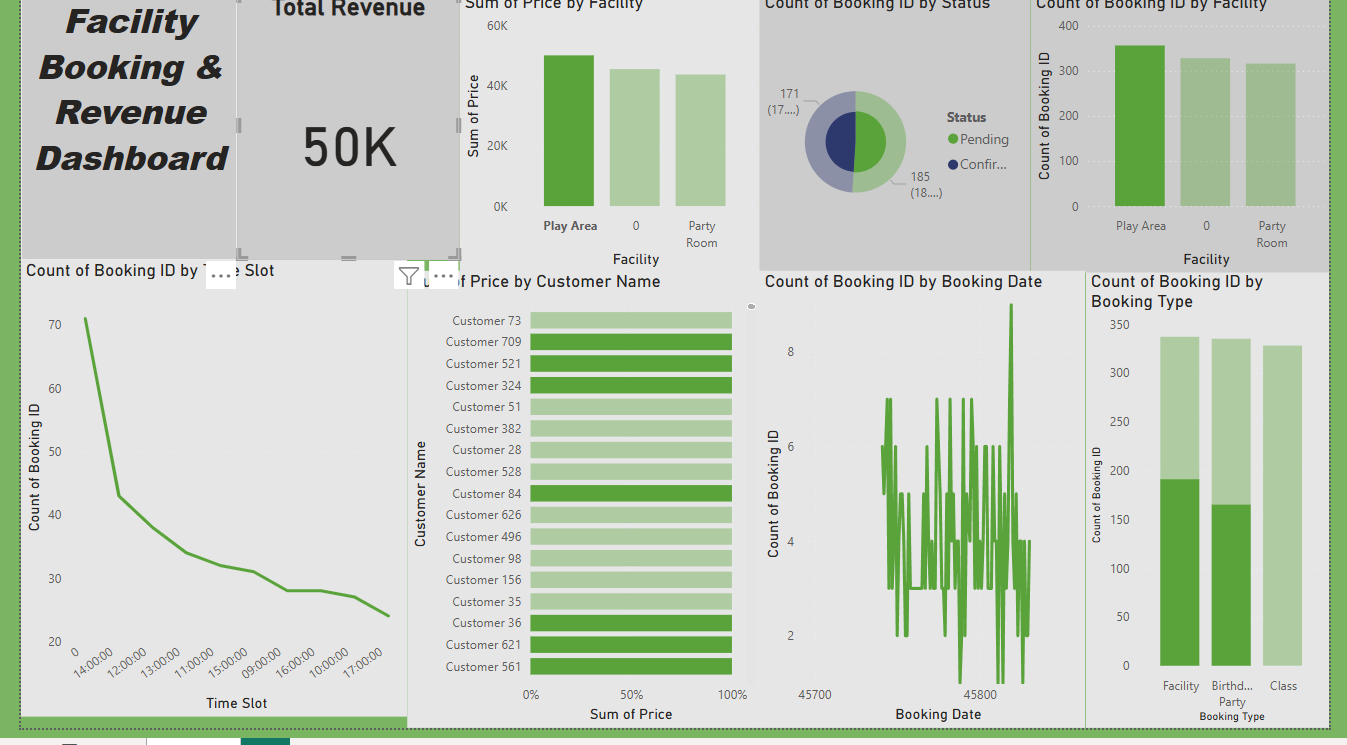 Facility
Booking &
Revenue
Dashboard
Total Revenue
50K
Sum of Price by Facility
60K
40K
20K
0K
Sum of Price
Play Area
0
Party
Room
Facility
Count of Booking ID by Status
171
(17....)
185
(18....)
Status
Pending
Confir...
Count of Booking ID by Facility
400
300
200
100
0
Count of Booking ID
Play Area
0
Party
Room
Facility
Count of Booking ID by T e Slot
70
60
50
40
30
20
Count of Booking ID
0
14:00:00
12:00:00
13:00:00
11:00:00
15:00:00
09:00:00
16:00:00
10:00:00
17:00:00
Time Slot
of Price by Customer Name
Customer Name
Customer 73
Customer 709
Customer 521
Customer 324
Customer 51
Customer 382
Customer 28
Customer 528
Customer 84
Customer 626
Customer 496
Customer 98
Customer 156
Customer 35
Customer 36
Customer 621
Customer 561
0%
50%
100%
Sum of Price
Count of Booking ID by Booking Date
8
6
4
2
Count of Booking ID
45700
45800
Booking Date
Count of Booking ID by
Booking Type
350
300
250
200
150
100
50
0
Count of Booking ID
Facility
Birthd...
Party
Class
Booking Type